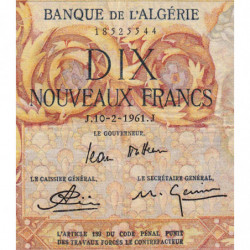 BANQUE DE L'ALGÉRIE
18525344
DIX
NOUVEAUX FRANCS
J.10-2-1961.J
LE GOUVERNEUR,
LE CAISSIER GÉNÉRAL,
LE SECRÉTAIRE GÉNÉRAL,
L'ARTICLE 139 DU CODE PÉNAL PUNIT
DES TRAVAUX FORCÉS LE CONTREFACTEUR